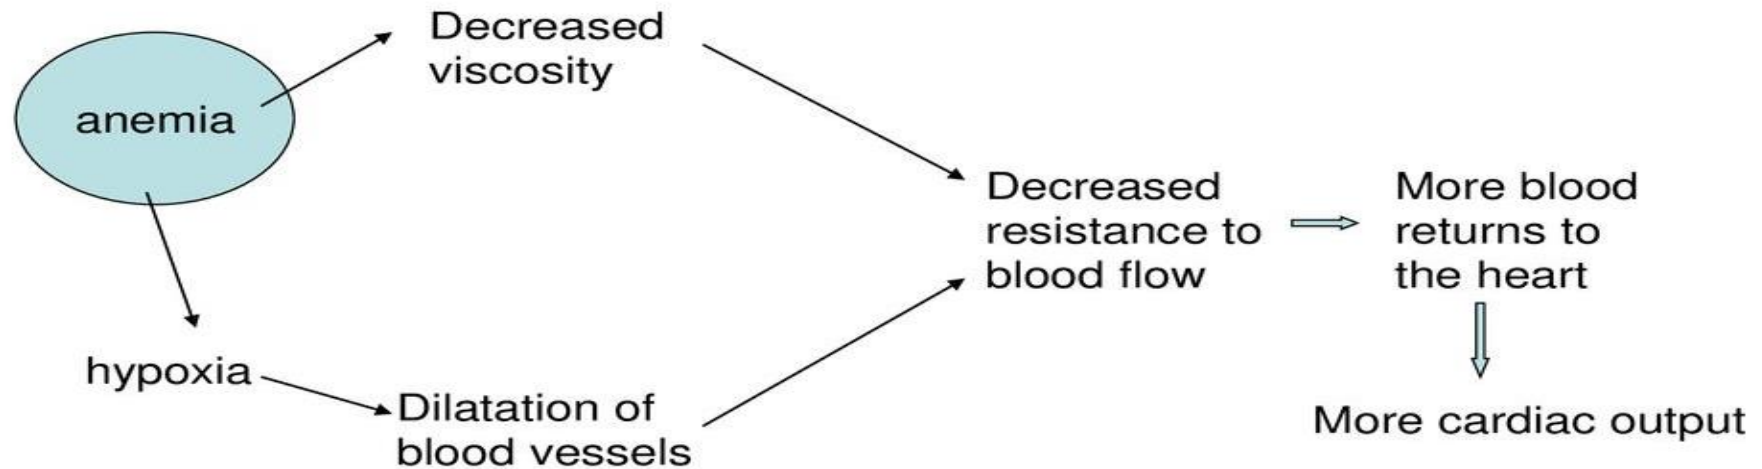 anemia
Decreased
viscosity
hypoxia
Dilatation of
blood vessels
Decreased
resistance to
blood flow
More blood
returns to
the heart
More cardiac output